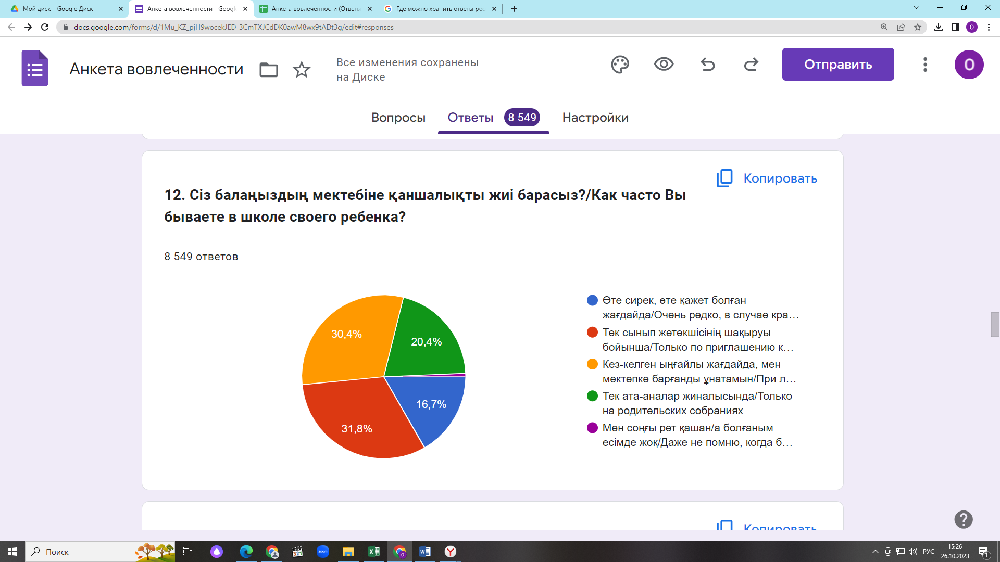 Мой диск – Google Диск
Анкета вовлеченности - Googl
Анкета вовлеченности (Ответы
Где можно хранить ответы рес
docs.google.com/forms/d/1Mu_KZ_pjH9wocekJED-3CmTXJCdDK0awM8wx9tADt3g/edit#responses
Анкета вовлеченности
Все изменения сохранены
на Диске
Отправить
O
Вопросы
Ответы 8 549
Настройки
Копировать
12. Сіз балаңыздың мектебіне қаншалықты жиі барасыз?/Как часто Вы
бываете в школе своего ребенка?
8 549 ответов
30,4%
20,4%
16,7%
31,8%
Өте сирек, өте қажет болған
жағдайда/Очень редко, в случае кра…
Тек сынып жетекшісінің шақыруы
бойынша/Только по приглашению к…
Кез-келген ыңғайлы жағдайда, мен
мектепке барғанды ұнатамын/При л…
Тек ата-аналар жиналысында/Только
на родительских собраниях
Мен соңғы рет қашан/а болғаным
есімде жоқ/Даже не помню, когда б…
Копировать
Поиск
321
zoom
РУС
15:26
26.10.2023
1